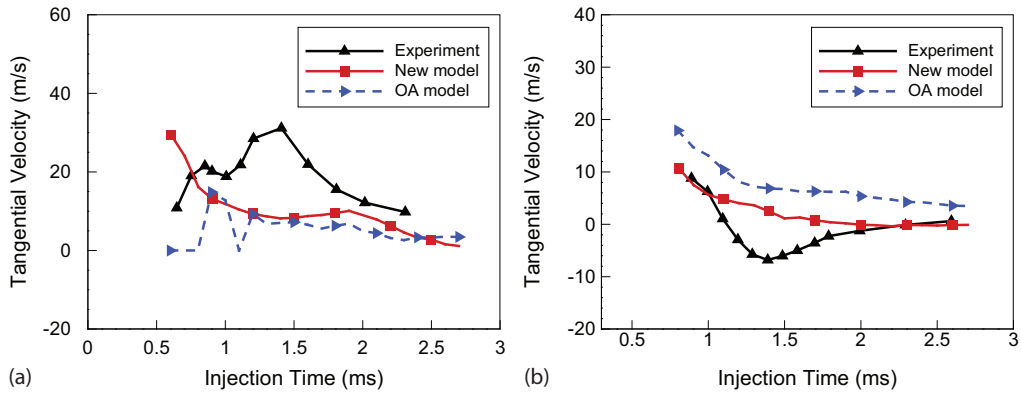 60
40
20
0
-20
Tangential Velocity (m/s)
Experiment
New model
OA model
0
0.5
1
1.5
2
2.5
3
Injection Time (ms)
(a)
40
30
20
10
0
-10
-20
Tangential Velocity (m/s)
Experiment
New model
OA model
0.5
1
1.5
2
2.5
3
Injection Time (ms)
(b)